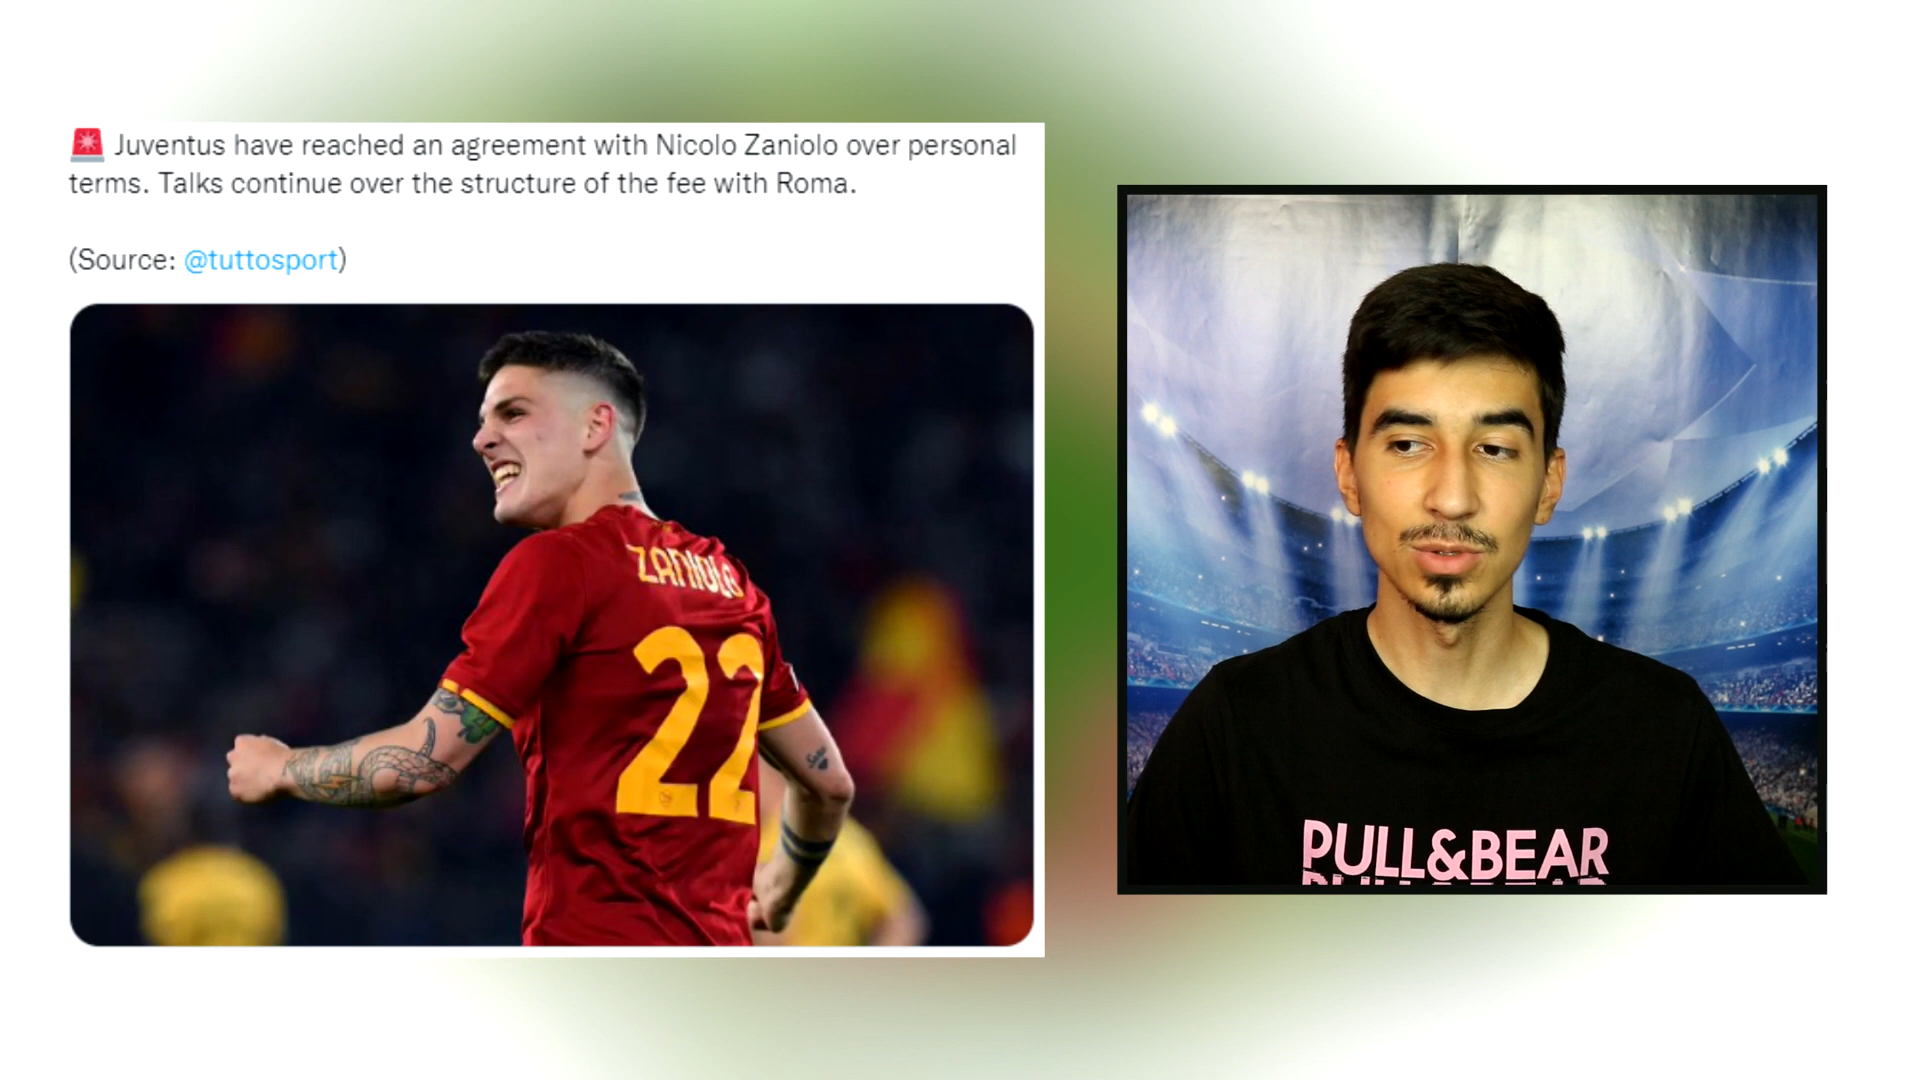 🚨 Juventus have reached an agreement with Nicolo Zaniolo over personal
terms. Talks continue over the structure of the fee with Roma.
(Source: @tuttosport)
ZANIOLO
22
PULL&BEAR